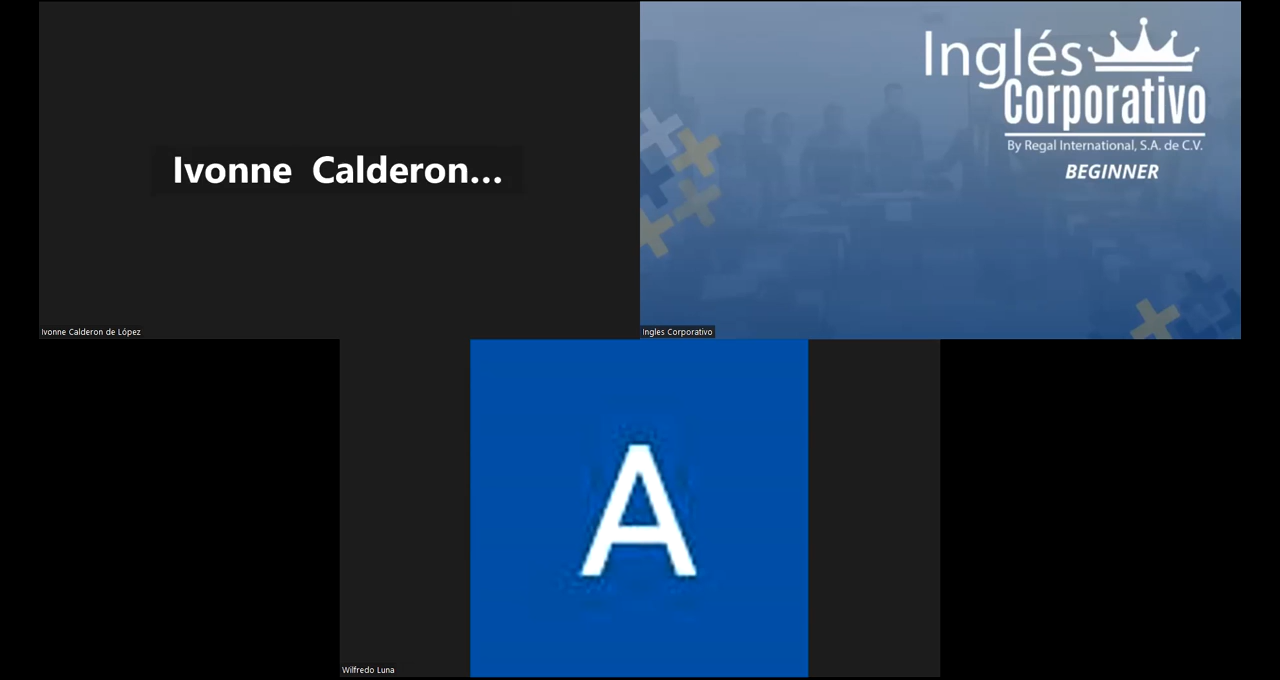 Ivonne  Calderon...
Ivonne Calderon de López
Inglés
Corporativo
By Regal International, S.A. de C.V.
BEGINNER
Ingles Corporativo
A
Wilfredo Luna